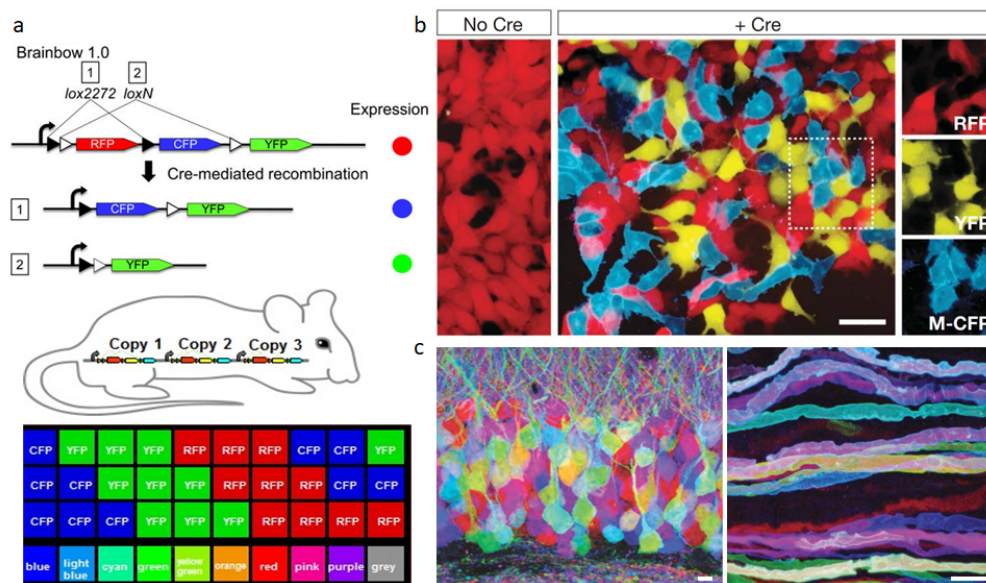 a
Brainbow 1.0
1
2
lox2272
loxN
Expression
RFP
CFP
YFP
Cre-mediated recombination
1
CFP
YFP
2
YFP
Copy 1
Copy 2
Copy 3
CFP YFP YFP YFP RFP RFP RFP CFP CFP YFP
CFP CFP YFP YFP YFP RFP RFP RFP CFP CFP
CFP CFP CFP YFP YFP YFP RFP RFP RFP RFP
blue light blue cyan green yellow green orange red pink purple grey
b
No Cre
+ Cre
RFP
YFP
M-CFP
c